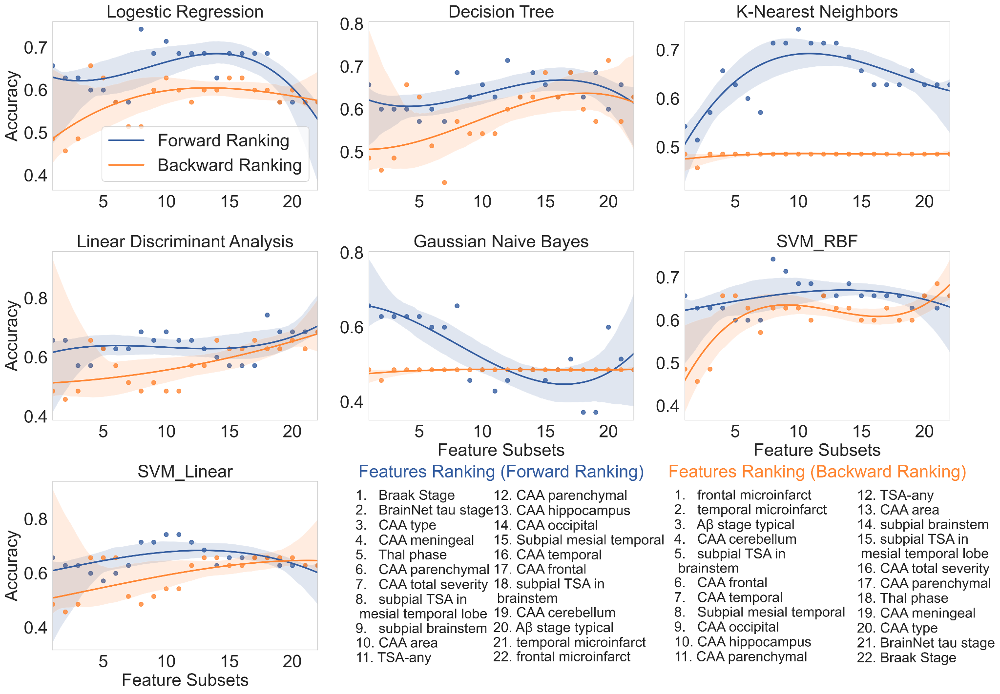 Logestic Regression
Decision Tree
K-Nearest Neighbors
Accuracy
0.7
0.6
0.5
0.4
Forward Ranking
Backward Ranking
5 10 15 20
0.8
0.7
0.6
0.5
5 10 15 20
0.7
0.6
0.5
5 10 15 20
Linear Discriminant Analysis
Gaussian Naive Bayes
SVM_RBF
Accuracy
0.8
0.6
0.4
5 10 15 20
0.8
0.6
0.4
5 10 15 20
Feature Subsets
0.7
0.6
0.5
0.4
5 10 15 20
Feature Subsets
SVM_Linear
Accuracy
0.8
0.6
0.4
5 10 15 20
Feature Subsets
Features Ranking (Forward Ranking)
1. Braak Stage
2. BrainNet tau stage
3. CAA type
4. CAA meningeal
5. Thal phase
6. CAA parenchymal
7. CAA total severity
8. subpial TSA in
mesial temporal lobe
9. subpial brainstem
10. CAA area
11. TSA-any
12. CAA parenchymal
13. CAA hippocampus
14. CAA occipital
15. Subpial mesial temporal
16. CAA temporal
17. CAA frontal
18. subpial TSA in
brainstem
19. CAA cerebellum
20. Aβ stage typical
21. temporal microinfarct
22. frontal microinfarct
Features Ranking (Backward Ranking)
1. frontal microinfarct
2. temporal microinfarct
3. Aβ stage typical
4. CAA cerebellum
5. subpial TSA in
brainstem
6. CAA frontal
7. CAA temporal
8. Subpial mesial temporal
9. CAA occipital
10. CAA hippocampus
11. CAA parenchymal
12. TSA-any
13. CAA area
14. subpial brainstem
15. subpial TSA in
mesial temporal lobe
16. CAA total severity
17. CAA parenchymal
18. Thal phase
19. CAA meningeal
20. CAA type
21. BrainNet tau stage
22. Braak Stage